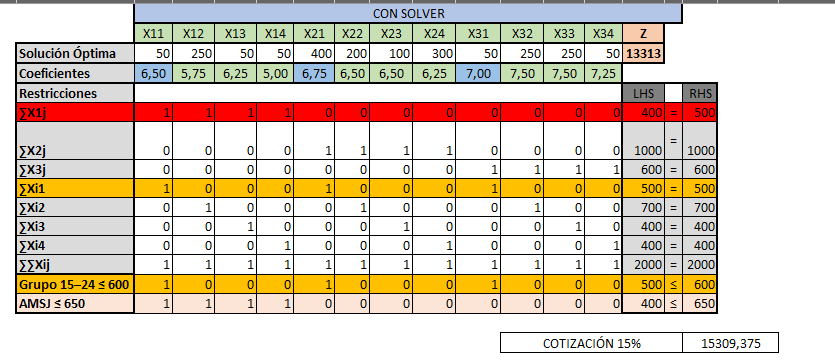 CON SOLVER
X11 X12 X13 X14 X21 X22 X23 X24 X31 X32 X33 X34 Z
Solución Óptima 50 250 50 50 400 200 100 300 50 250 250 50 13313
Coeficientes 6,50 5,75 6,25 5,00 6,75 6,50 6,50 6,25 7,00 7,50 7,50 7,25
Restricciones LHS RHS
∑X1j 1 1 1 1 0 0 0 0 0 0 0 0 400 = 500
∑X2j 0 0 0 0 1 1 1 1 0 0 0 0 1000 = 1000
∑X3j 0 0 0 0 0 0 0 0 1 1 1 1 600 = 600
∑Xi1 1 0 0 0 1 0 0 0 1 0 0 0 500 = 500
∑Xi2 0 1 0 0 0 1 0 0 0 1 0 0 700 = 700
∑Xi3 0 0 1 0 0 0 1 0 0 0 1 0 400 = 400
∑Xi4 0 0 0 1 0 0 0 1 0 0 0 1 400 = 400
∑∑Xij 1 1 1 1 1 1 1 1 1 1 1 1 2000 = 2000
Grupo 15–24 ≤ 600 1 0 0 0 1 0 0 0 1 0 0 0 500 ≤ 600
AMSJ ≤ 650 1 1 1 1 0 0 0 0 0 0 0 0 400 ≤ 650
COTIZACIÓN 15% 15309,375